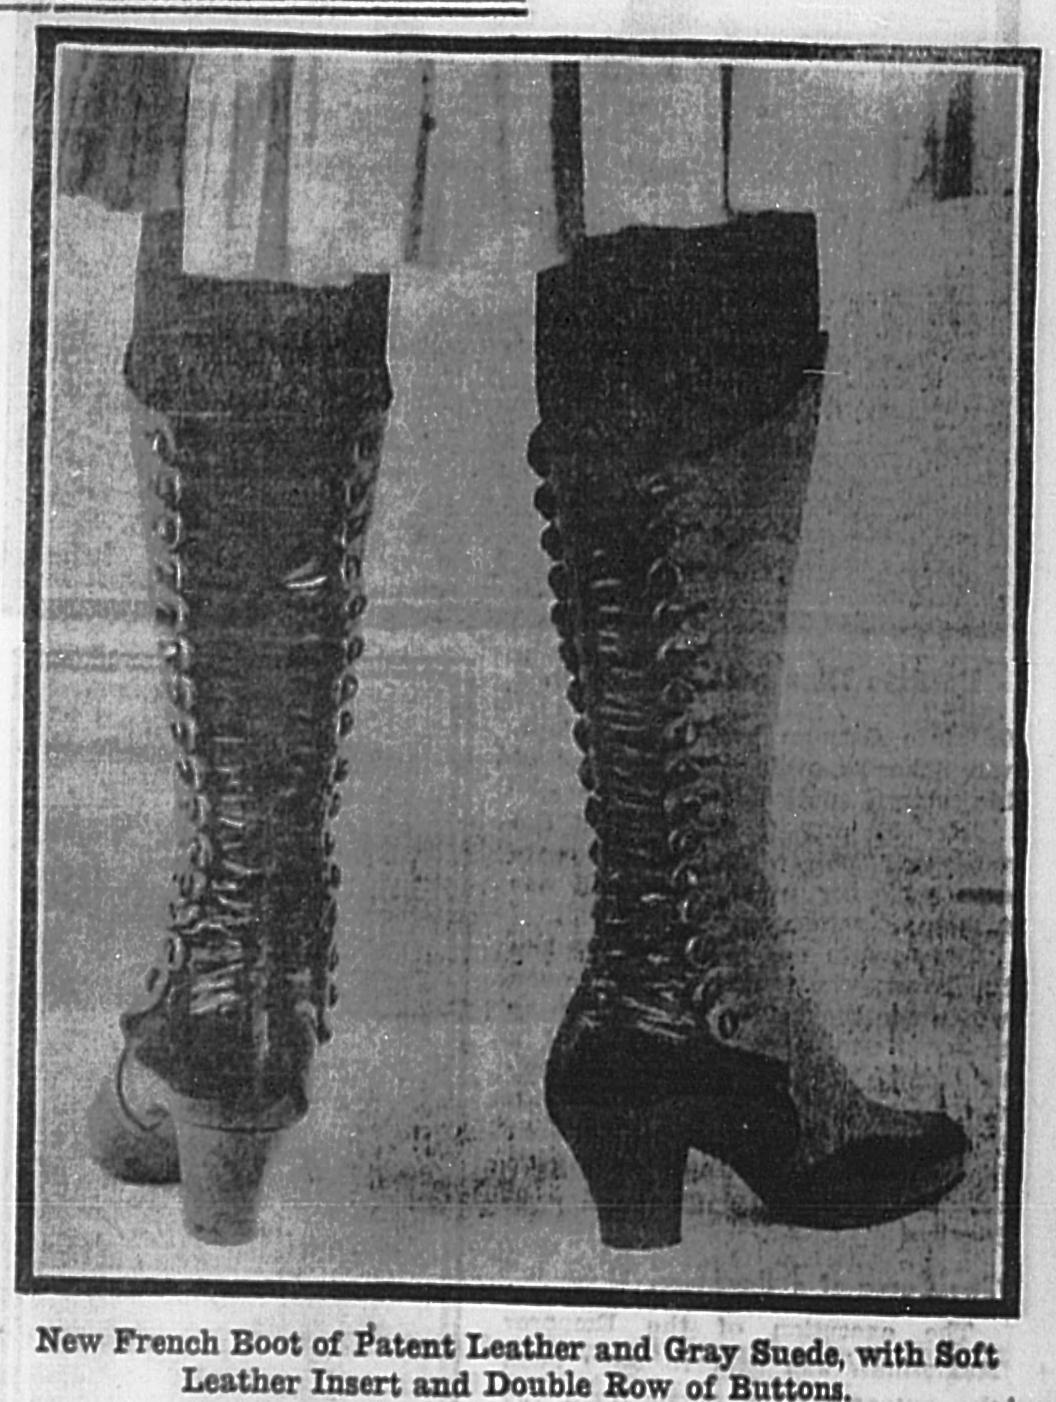 New French Boot of Patent Leather and Gray Suede, with Soft
Leather Insert and Double Row of Buttons.